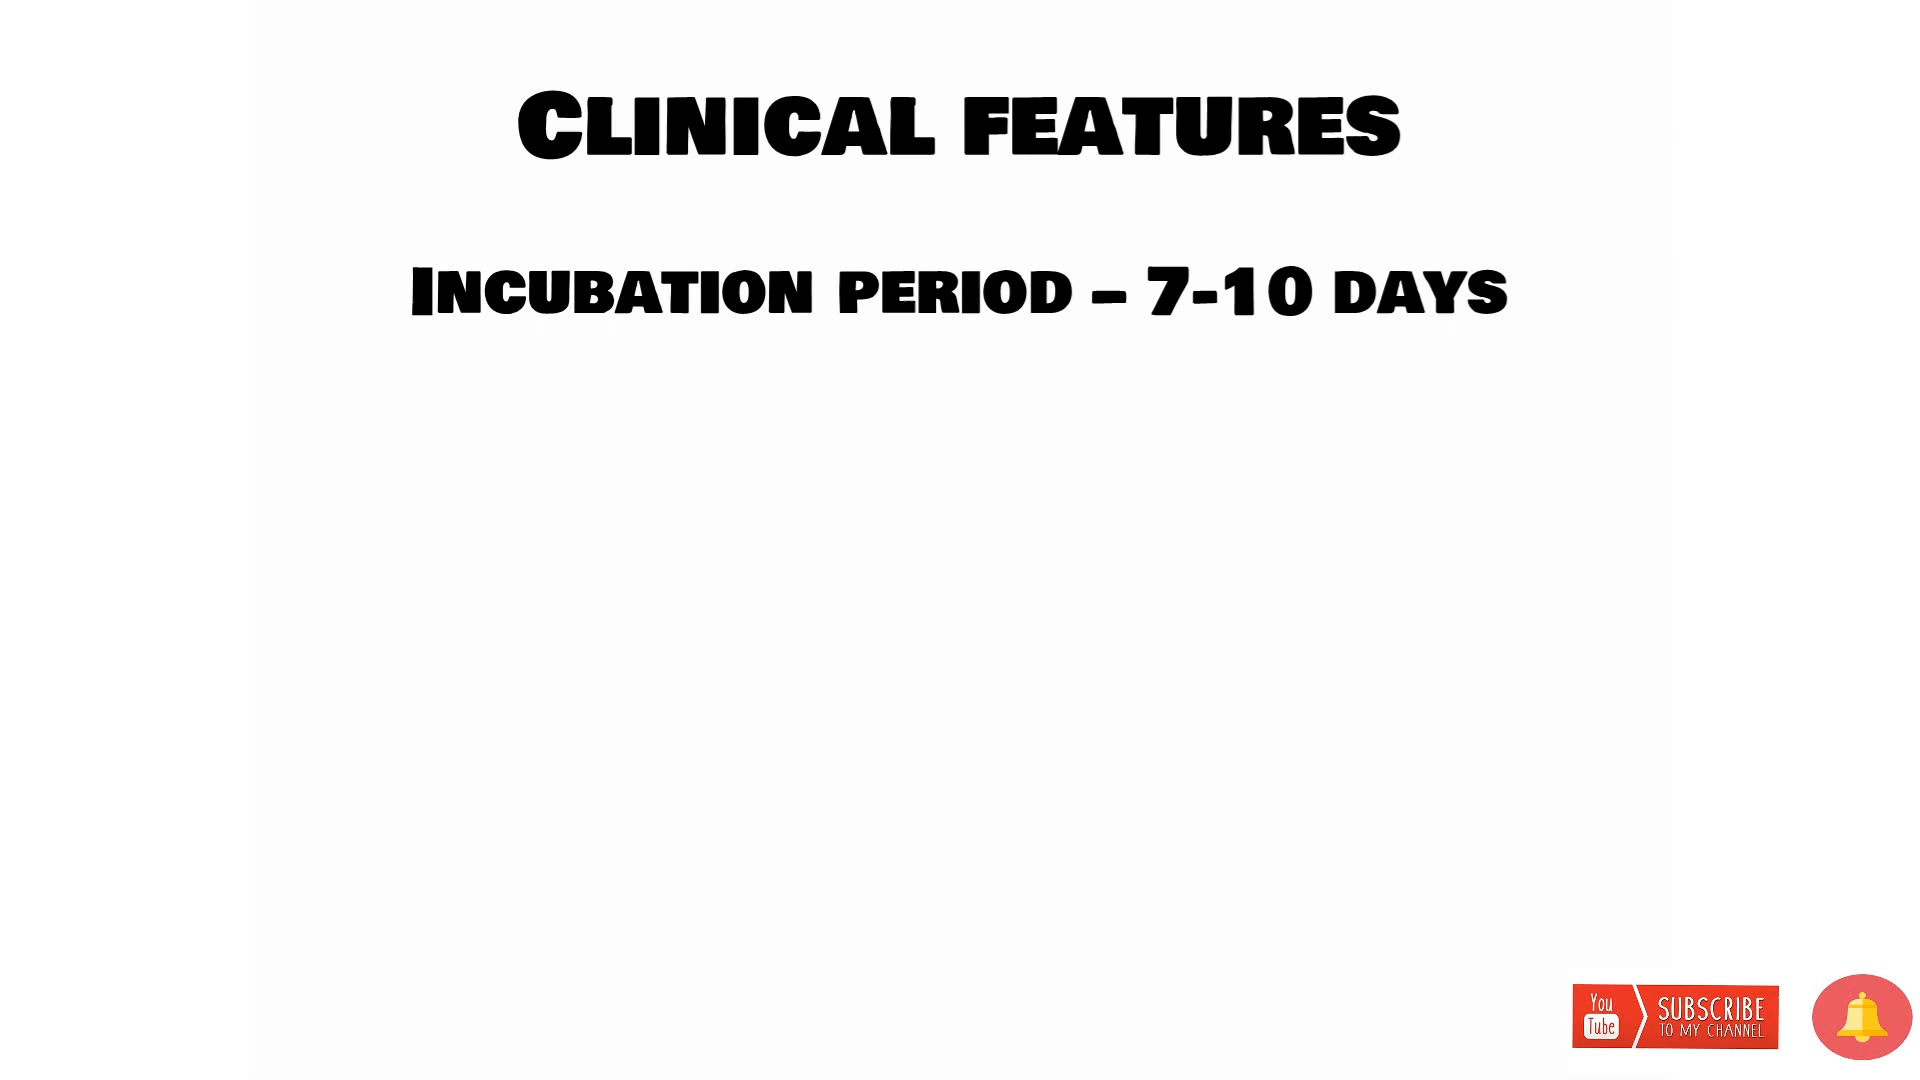 Clinical features
Incubation period – 7-10 days
You
Tube
SUBSCRIBE
TO MY CHANNEL